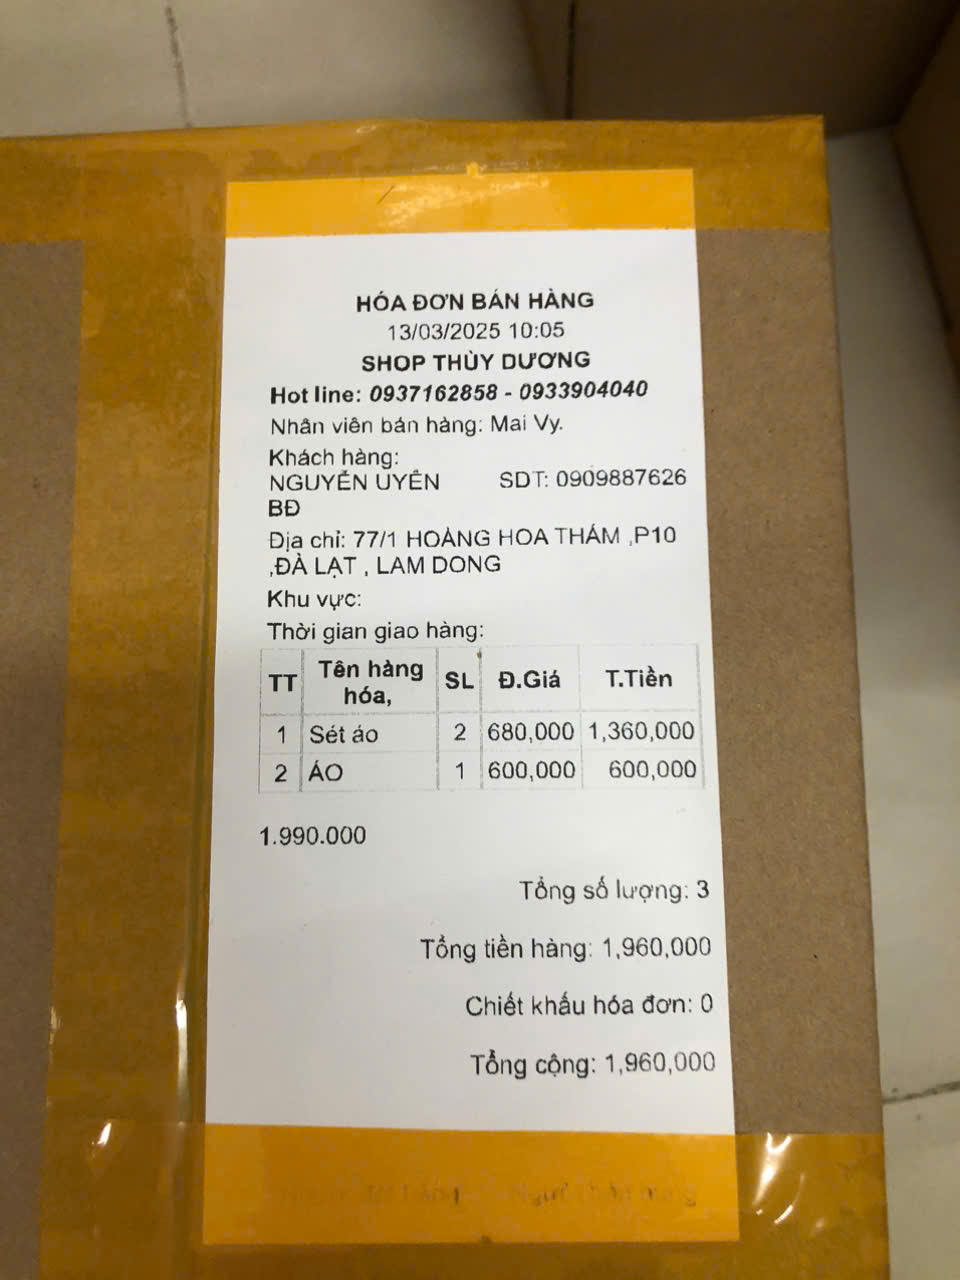 HÓA ĐƠN BÁN HÀNG
13/03/2025 10:05
SHOP THÙY DƯƠNG
Hot line: 0937162858 - 0933904040
Nhân viên bán hàng: Mai Vy.
Khách hàng:
NGUYỄN UYÊN SDT: 0909887626
BĐ
Địa chỉ: 77/1 HOÀNG HOA THÁM ,P10
,ĐÀ LẠT , LAM DONG
Khu vực:
Thời gian giao hàng:
TT Tên hàng hóa, SL Đ.Giá T.Tiền
1 Sét áo 2 680,000 1,360,000
2 ÁO 1 600,000 600,000
1.990.000
Tổng số lượng: 3
Tổng tiền hàng: 1,960,000
Chiết khấu hóa đơn: 0
Tổng cộng: 1,960,000